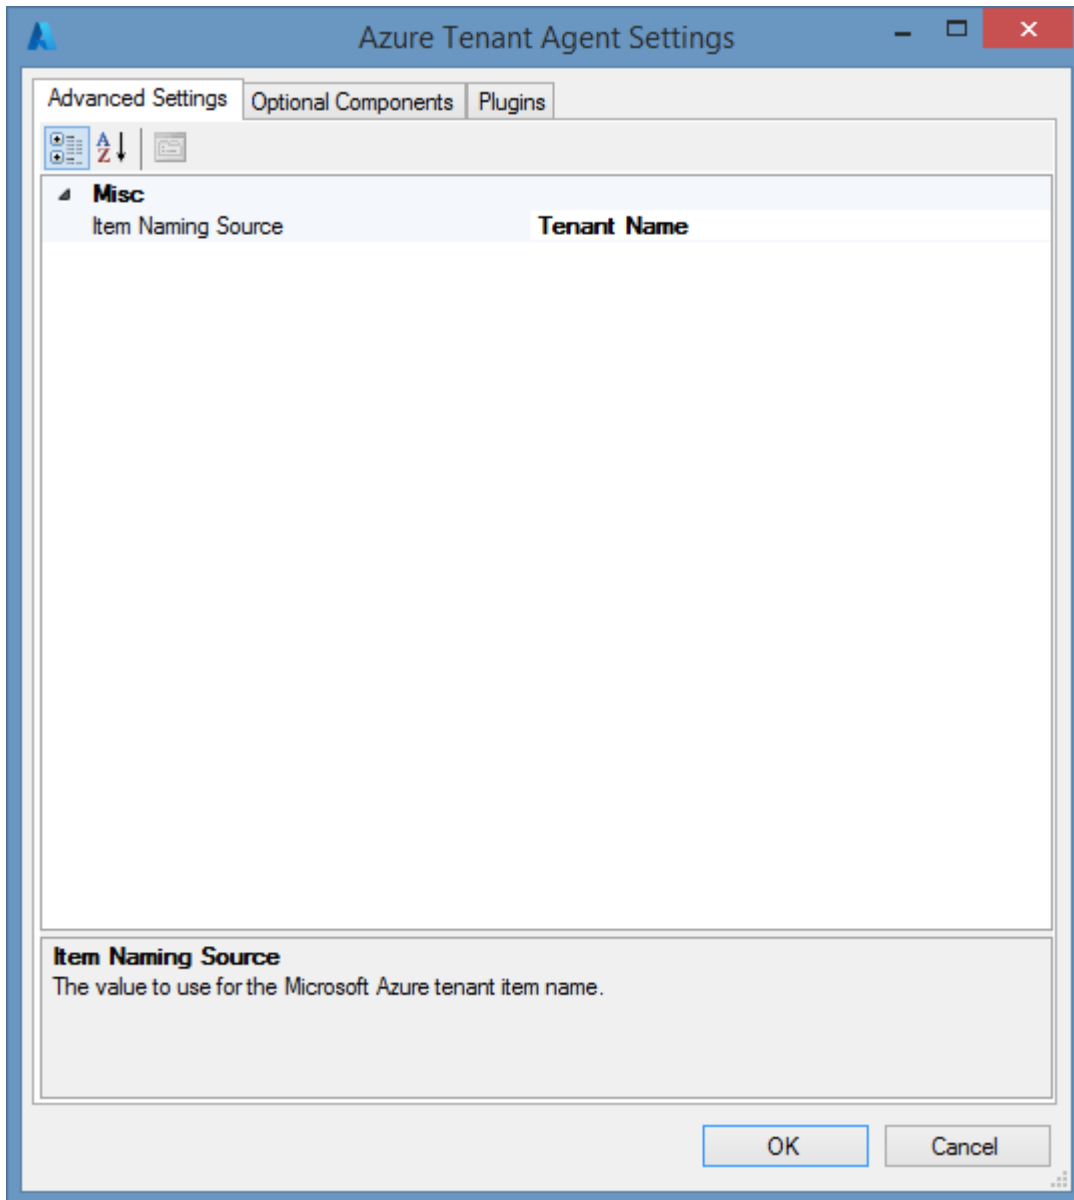 Azure Tenant Agent Settings
Advanced Settings Optional Components Plugins
Misc
Item Naming Source Tenant Name
Item Naming Source
The value to use for the Microsoft Azure tenant item name.
OK Cancel